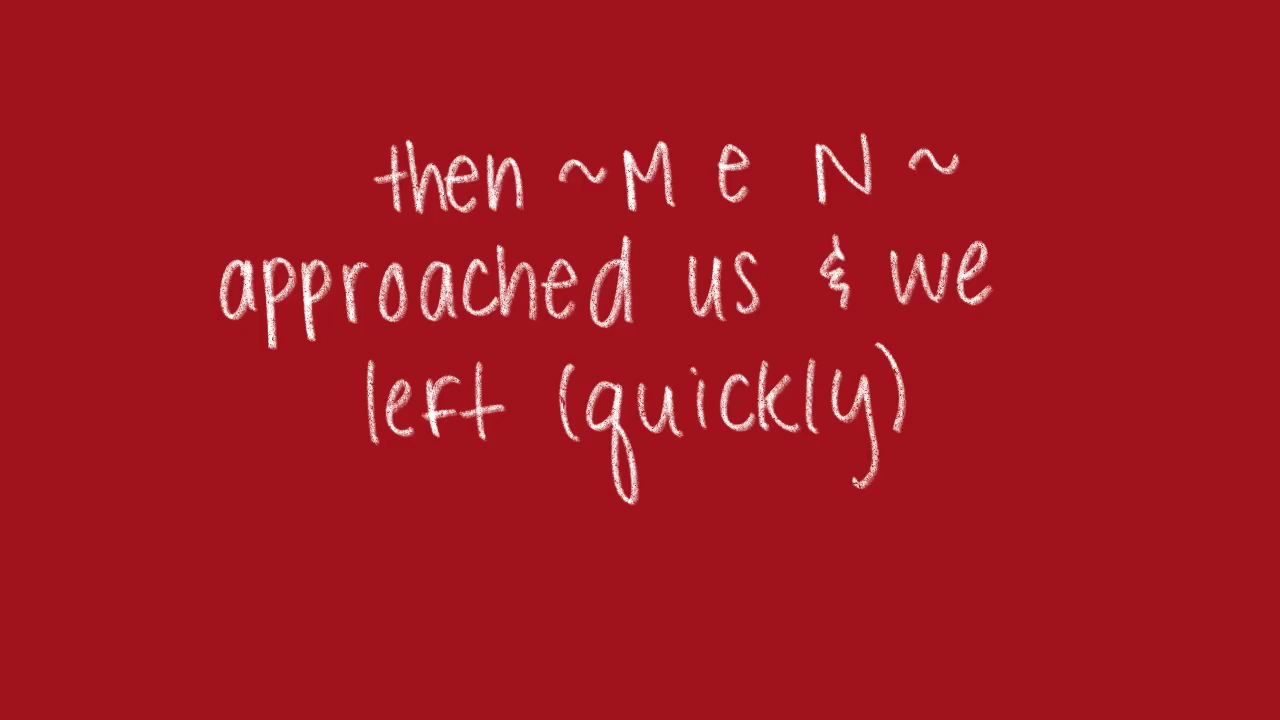 then ~M e N~
approached us & we
left (quickly)